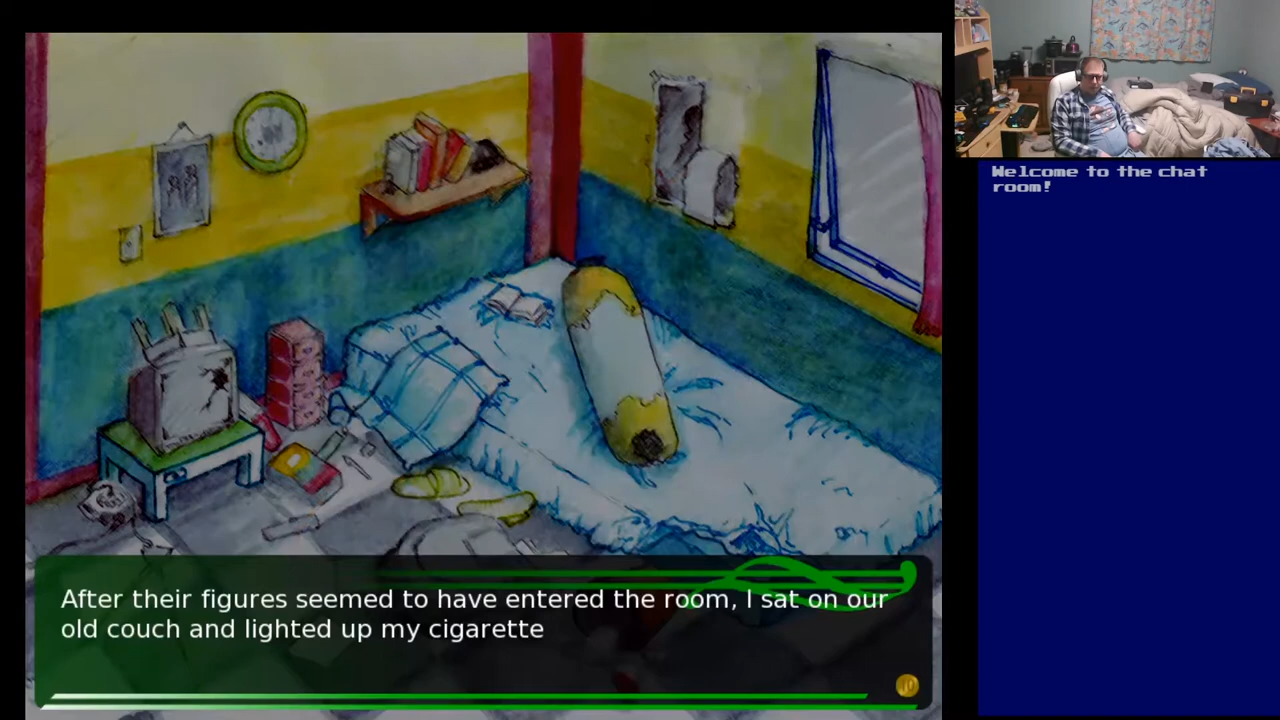 Welcome to the chat
room!
After their figures seemed to have entered the room, I sat on our
old couch and lighted up my cigarette